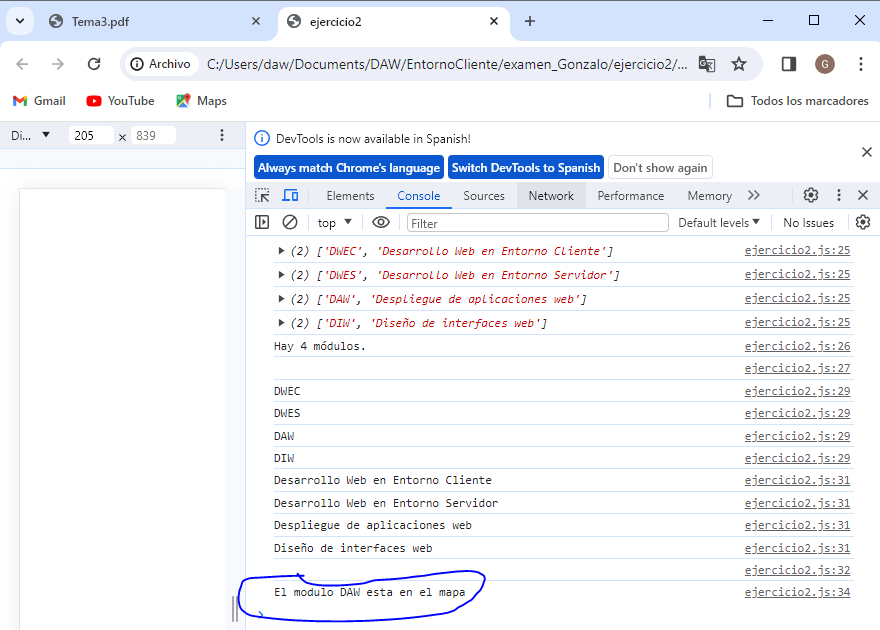 Tema3.pdf
ejercicio2
Archivo
C:/Users/daw/Documents/DAW/EntornoCliente/examen_Gonzalo/ejercicio2/...
G
Gmail
YouTube
Maps
Todos los marcadores
Di...
205
×
839
DevTools is now available in Spanish!
Always match Chrome's language
Switch DevTools to Spanish
Don't show again
Elements
Console
Sources
Network
Performance
Memory
top
Filter
Default levels
No Issues
(2) ['DWEC', 'Desarrollo Web en Entorno Cliente'] ejercicio2.js:25
(2) ['DWES', 'Desarrollo Web en Entorno Servidor'] ejercicio2.js:25
(2) ['DAW', 'Despliegue de aplicaciones web'] ejercicio2.js:25
(2) ['DIW', 'Diseño de interfaces web'] ejercicio2.js:25
Hay 4 módulos. ejercicio2.js:26
ejercicio2.js:27
DWEC ejercicio2.js:29
DWES ejercicio2.js:29
DAW ejercicio2.js:29
DIW ejercicio2.js:29
Desarrollo Web en Entorno Cliente ejercicio2.js:31
Desarrollo Web en Entorno Servidor ejercicio2.js:31
Despliegue de aplicaciones web ejercicio2.js:31
Diseño de interfaces web ejercicio2.js:31
ejercicio2.js:32
El modulo DAW esta en el mapa ejercicio2.js:34